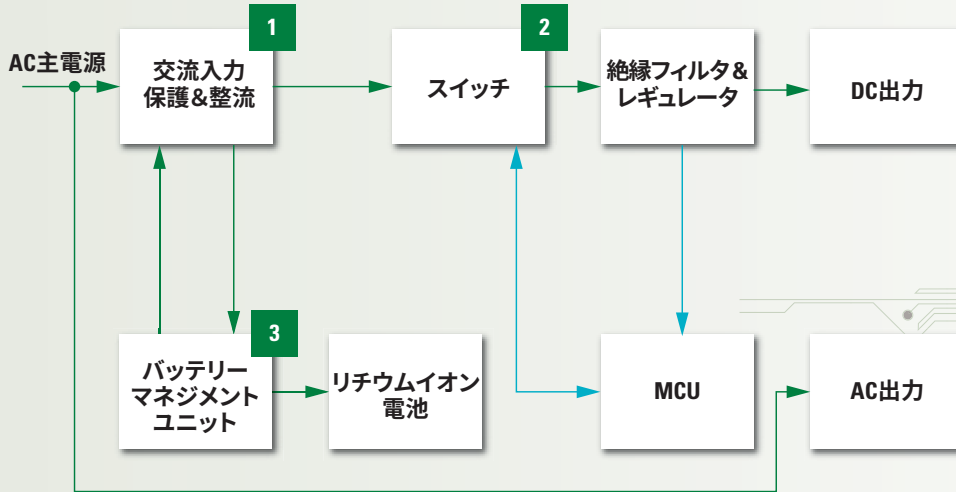 1
2
AC主電源
交流入力
保護&整流
スイッチ
絶縁フィルタ&
レギュレータ
DC出力
3
バッテリー
マネジメント
ユニット
リチウムイオン
電池
MCU
AC出力